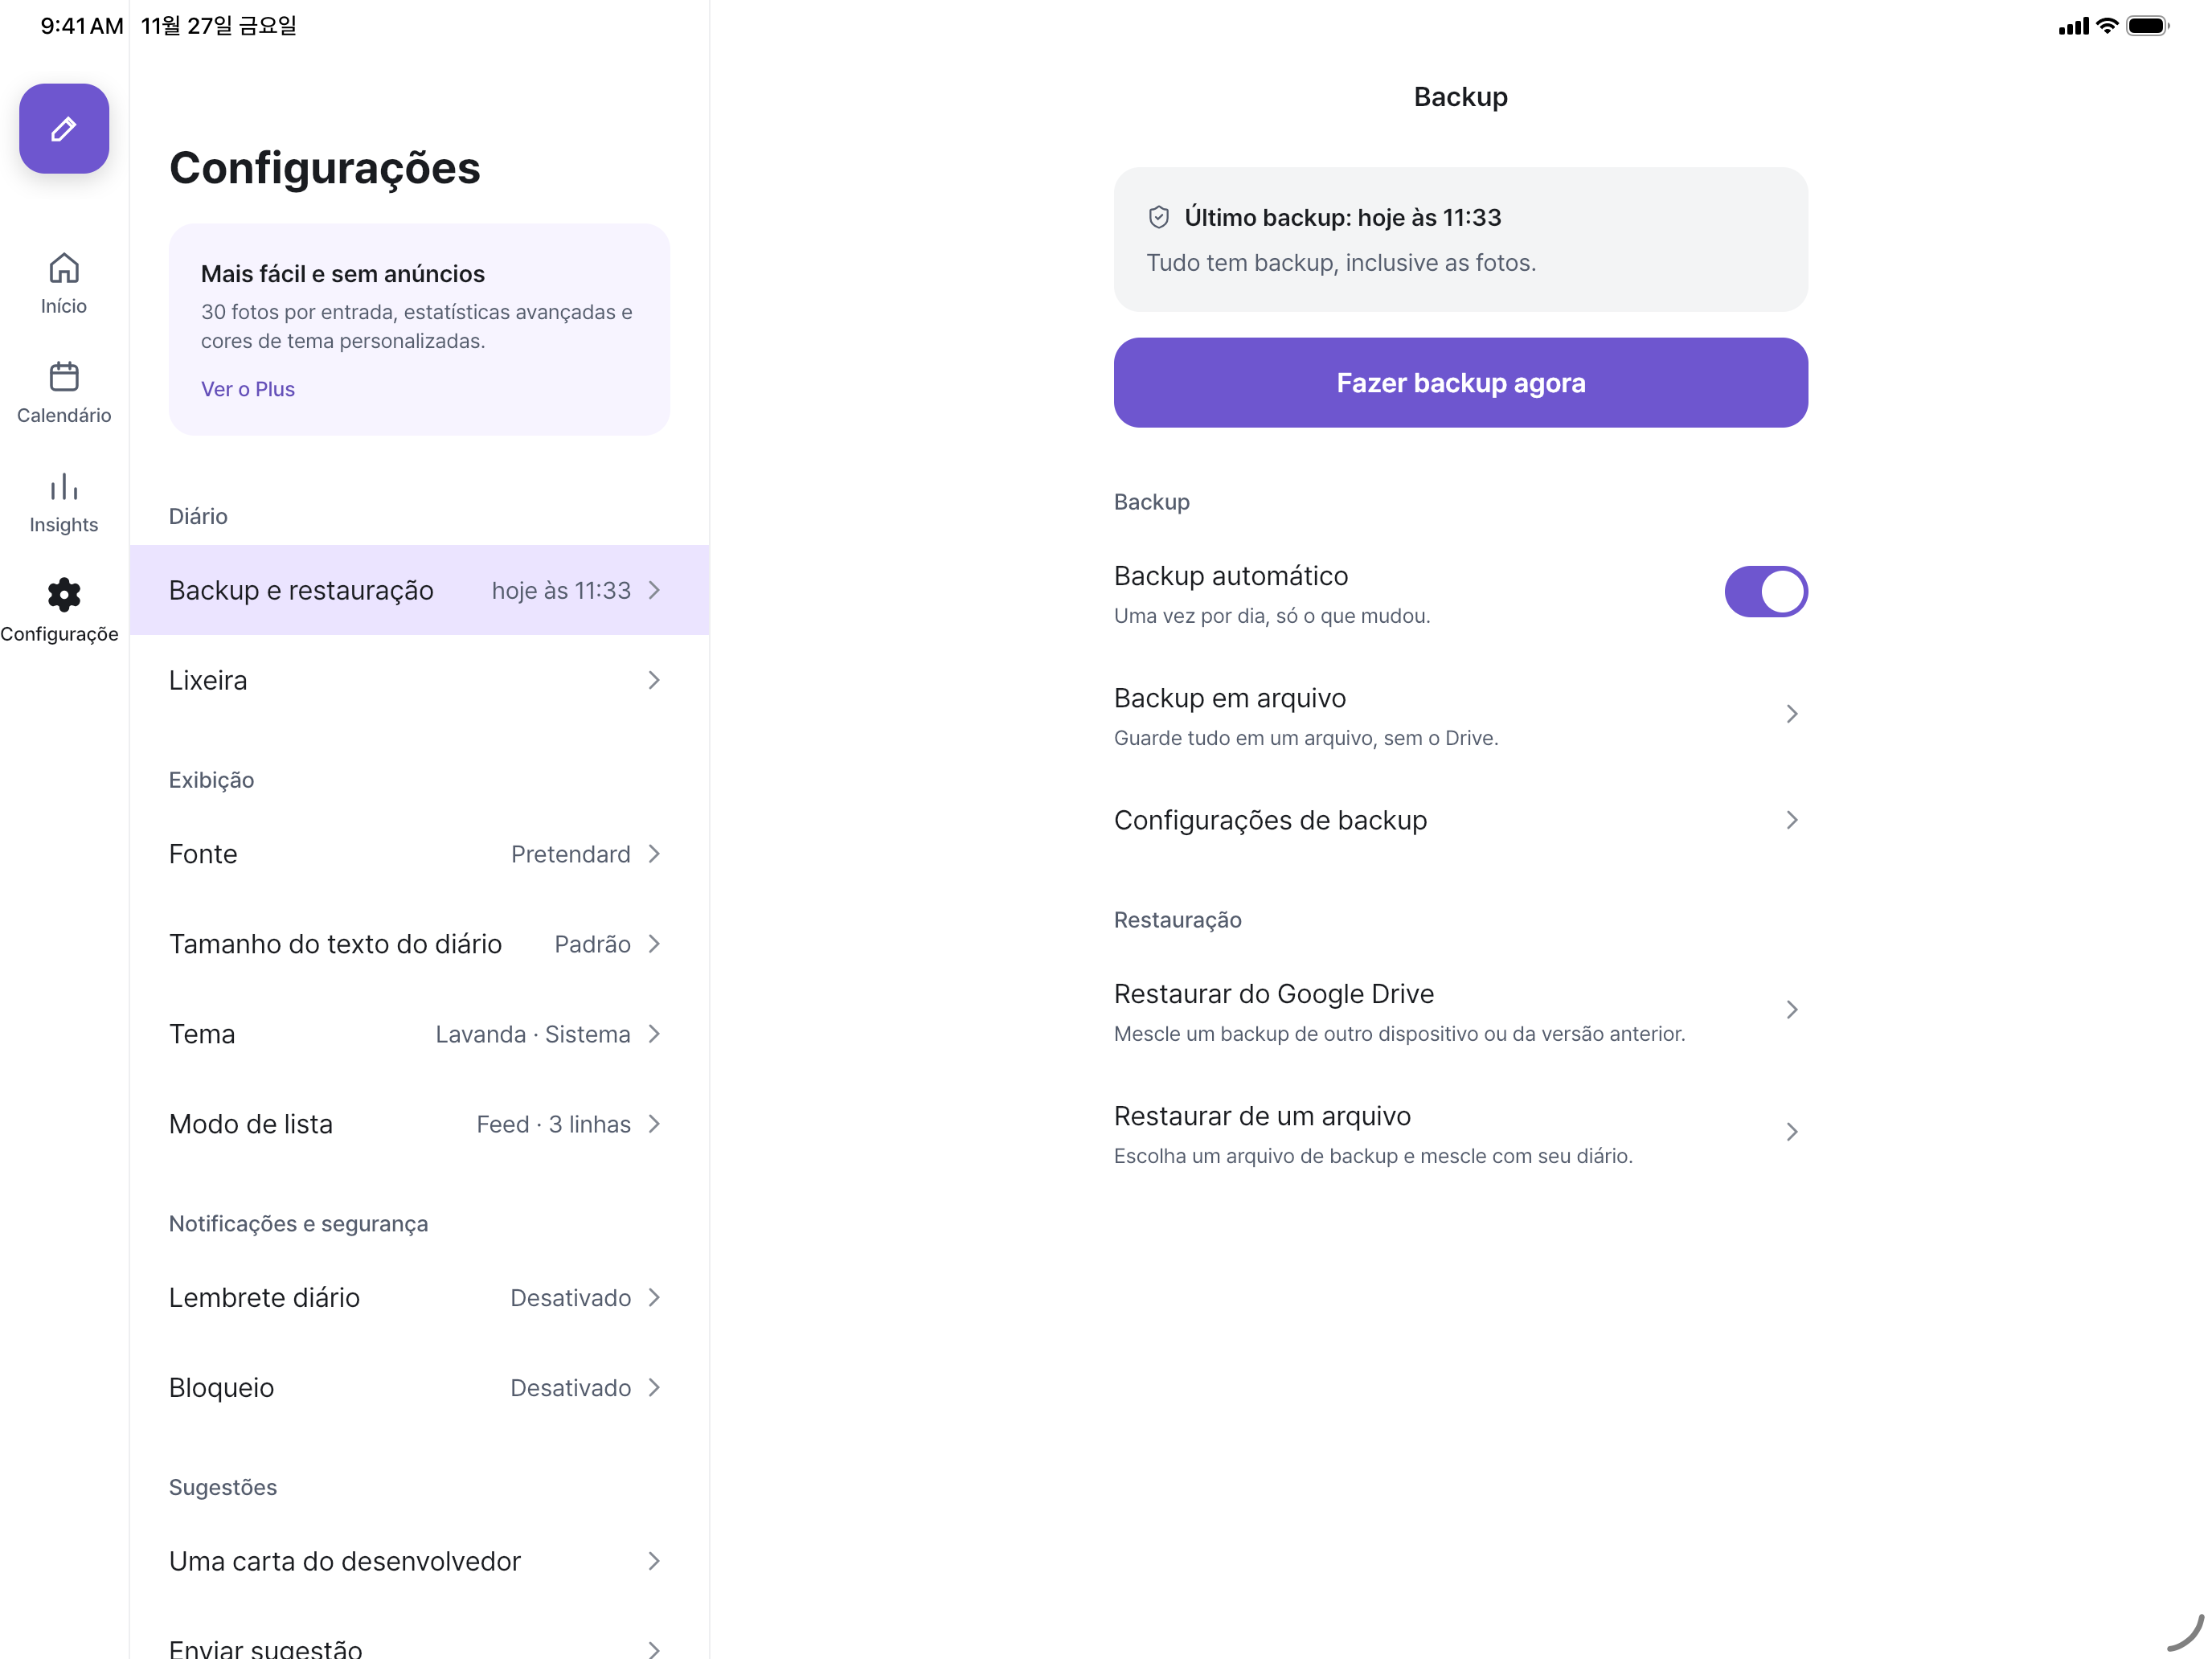 9:41 AM 11월 27일 금요일
Início
Calendário
Insights
Configuraçõe
Configurações
Mais fácil e sem anúncios
30 fotos por entrada, estatísticas avançadas e
cores de tema personalizadas.
Ver o Plus
Diário
Backup e restauração hoje às 11:33
Lixeira
Exibição
Fonte Pretendard
Tamanho do texto do diário Padrão
Tema Lavanda · Sistema
Modo de lista Feed · 3 linhas
Notificações e segurança
Lembrete diário Desativado
Bloqueio Desativado
Sugestões
Uma carta do desenvolvedor
Enviar sugestão
Backup
Último backup: hoje às 11:33
Tudo tem backup, inclusive as fotos.
Fazer backup agora
Backup
Backup automático
Uma vez por dia, só o que mudou.
Backup em arquivo
Guarde tudo em um arquivo, sem o Drive.
Configurações de backup
Restauração
Restaurar do Google Drive
Mescle um backup de outro dispositivo ou da versão anterior.
Restaurar de um arquivo
Escolha um arquivo de backup e mescle com seu diário.